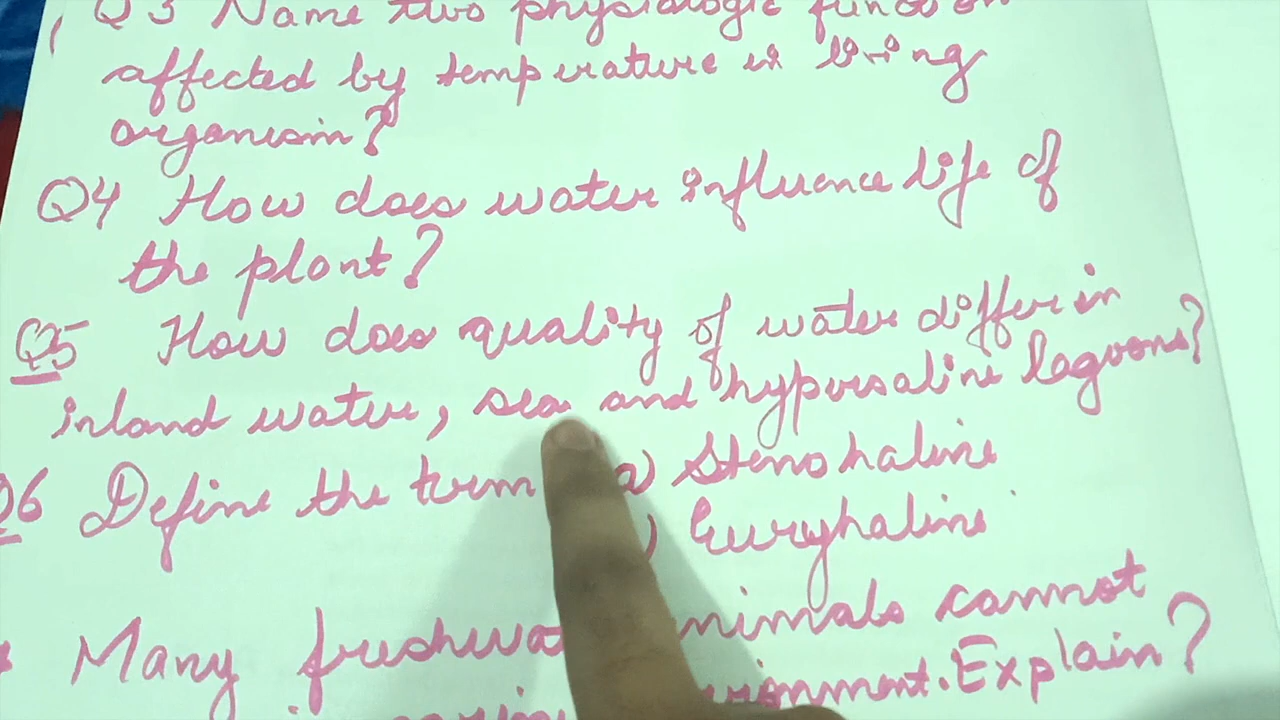 Q3 Name two physiologic function
affected by temperature in living
organism?
Q4 How does water influence life of
the plant?
Q5 How does quality of water differ in
inland water, sea and hypersaline lagoons?
Q6 Define the term a) Stenohaline
) Euryhaline
Many freshwat nimals cannot
. Explain?